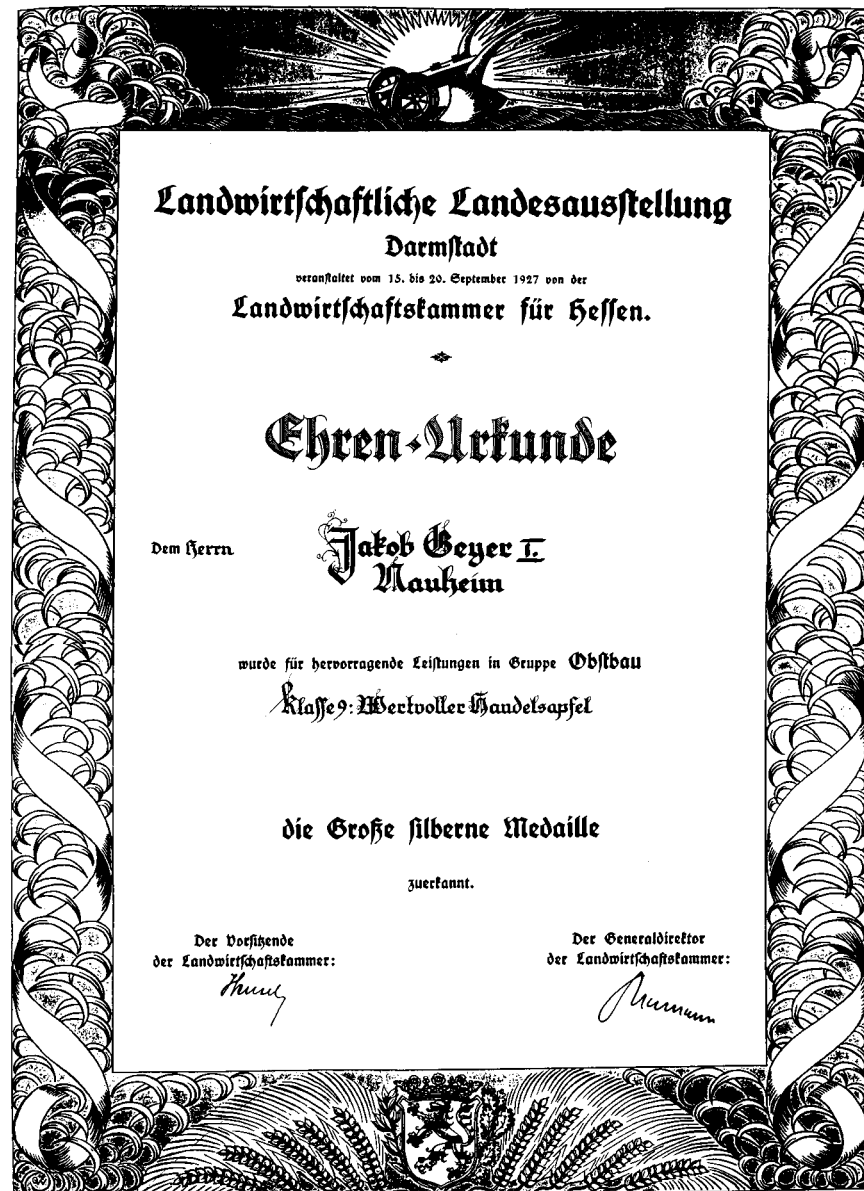 Landwirtſchaftliche Landesausſtellung
Darmſtadt
veranſtaltet vom 15. bis 20. September 1927 von der
Landwirtſchaftskammer für Heſſen.
Ehren-Urkunde
Dem Herrn
Jakob Geyer I.
Nauheim
wurde für hervorragende Leiſtungen in Gruppe Obſtbau
Klaſſe 9: Wertvoller Handelsapfel
die Große ſilberne Medaille
zuerkannt.
Der Vorſitzende
der Landwirtſchaftskammer:
Der Generaldirektor
der Landwirtſchaftskammer: